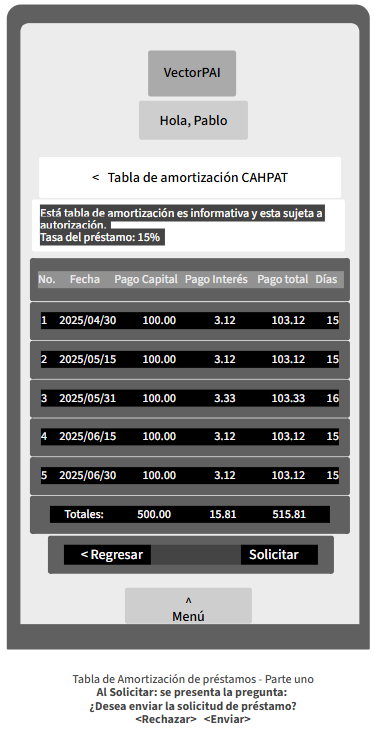 VectorPAI
Hola, Pablo
< Tabla de amortización CAHPAT
Está tabla de amortización es informativa y esta sujeta a
autorización.
Tasa del préstamo: 15%
No. Fecha Pago Capital Pago Interés Pago total Días
1 2025/04/30 100.00 3.12 103.12 15
2 2025/05/15 100.00 3.12 103.12 15
3 2025/05/31 100.00 3.33 103.33 16
4 2025/06/15 100.00 3.12 103.12 15
5 2025/06/30 100.00 3.12 103.12 15
Totales: 500.00 15.81 515.81
< Regresar Solicitar
^
Menú
Tabla de Amortización de préstamos - Parte uno
Al Solicitar: se presenta la pregunta:
¿Desea enviar la solicitud de préstamo?
<Rechazar> <Enviar>